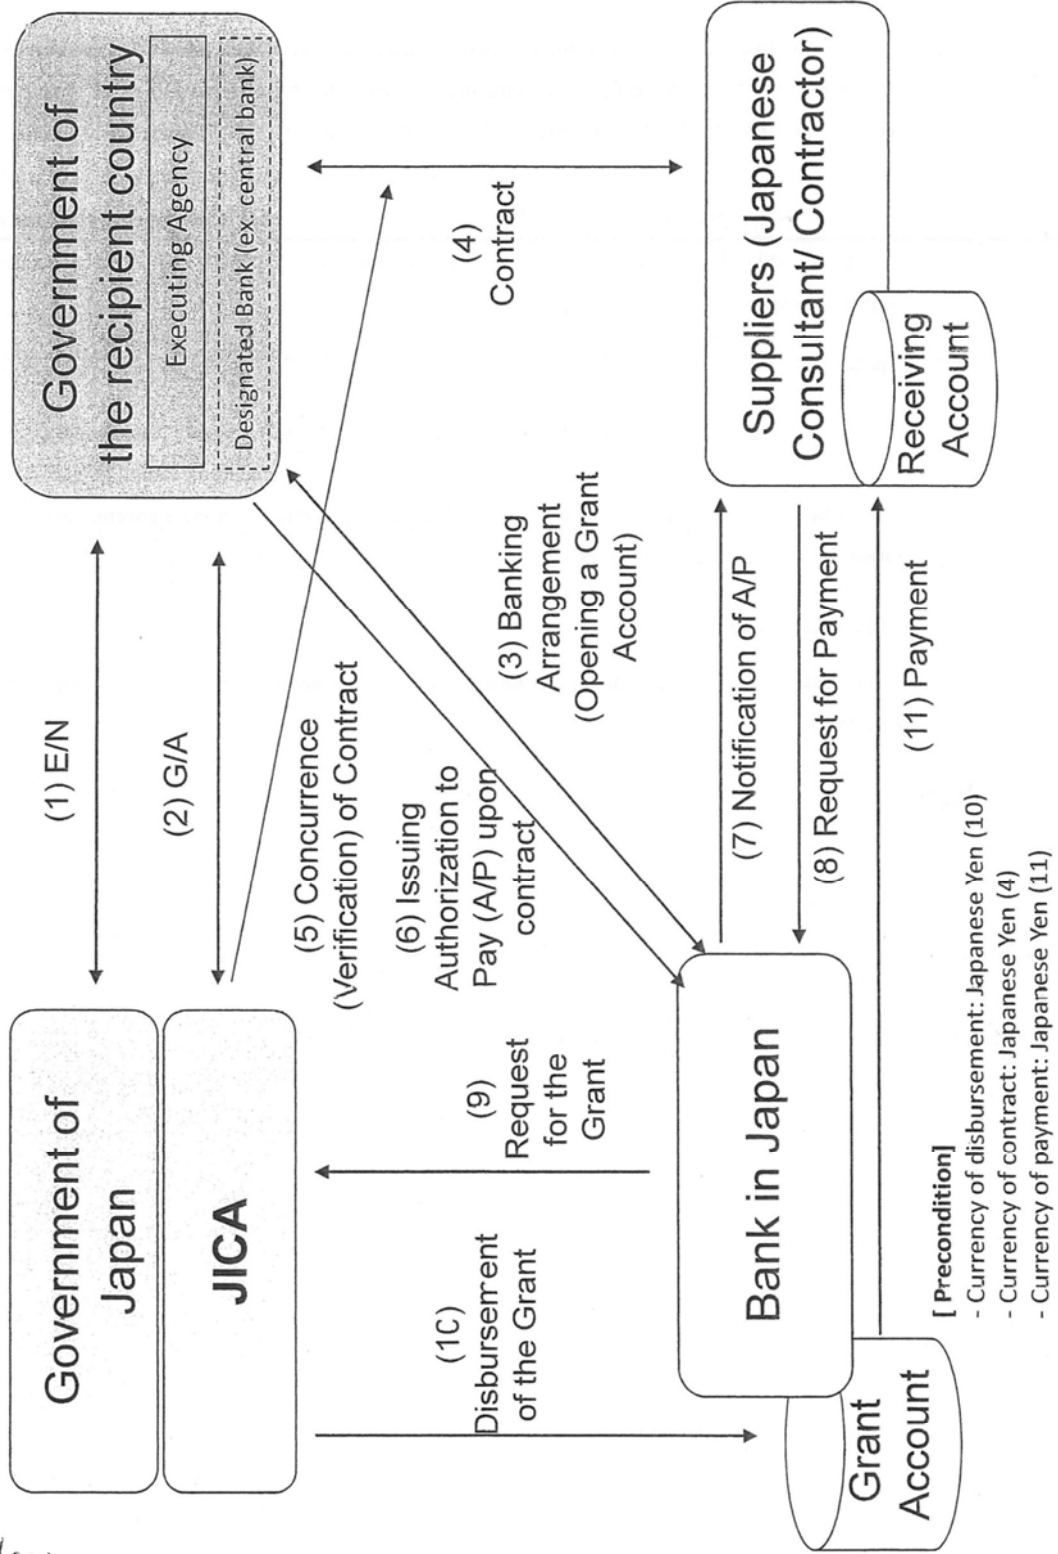 Government of
Japan
JICA
Government of
the recipient country
Executing Agency
Designated Bank (ex. central bank)
(1) E/N
(2) G/A
(5) Concurrence
(Verification) of Contract
(6) Issuing
Authorization to
Pay (A/P) upon
contract
(4)
Contract
(3) Banking
Arrangement
(Opening a Grant
Account)
(9)
Request
for the
Grant
(1C)
Disbursement
of the Grant
Bank in Japan
Grant
Account
(7) Notification of A/P
(8) Request for Payment
(11) Payment
Suppliers (Japanese
Consultant/ Contractor)
Receiving
Account
[ Precondition]
- Currency of disbursement: Japanese Yen (10)
- Currency of contract: Japanese Yen (4)
- Currency of payment: Japanese Yen (11)